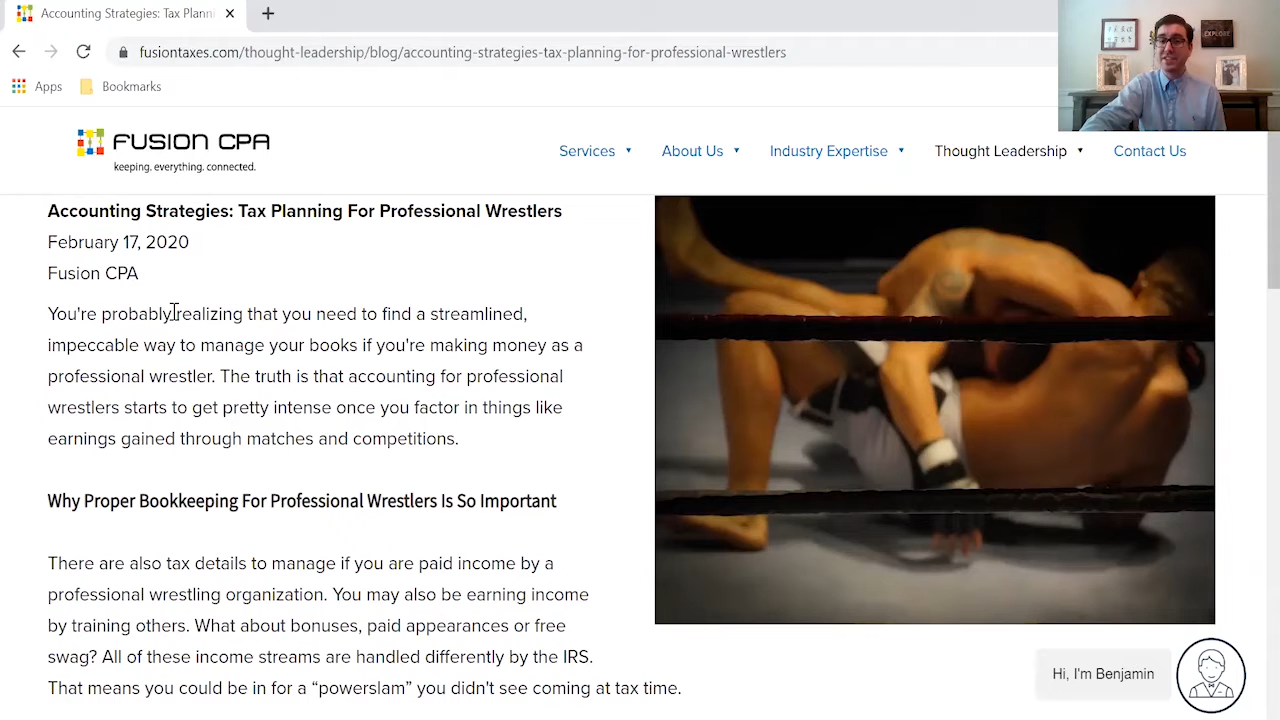 Accounting Strategies: Tax Planni
fusiontaxes.com/thought-leadership/blog/accounting-strategies-tax-planning-for-professional-wrestlers
Apps Bookmarks
EXPLORE
FUSION CPA
keeping. everything. connected.
Services About Us Industry Expertise Thought Leadership Contact Us
Accounting Strategies: Tax Planning For Professional Wrestlers
February 17, 2020
Fusion CPA
You're probably realizing that you need to find a streamlined,
impeccable way to manage your books if you're making money as a
professional wrestler. The truth is that accounting for professional
wrestlers starts to get pretty intense once you factor in things like
earnings gained through matches and competitions.
Why Proper Bookkeeping For Professional Wrestlers Is So Important
There are also tax details to manage if you are paid income by a
professional wrestling organization. You may also be earning income
by training others. What about bonuses, paid appearances or free
swag? All of these income streams are handled differently by the IRS.
That means you could be in for a “powerslam” you didn't see coming at tax time.
Hi, I'm Benjamin